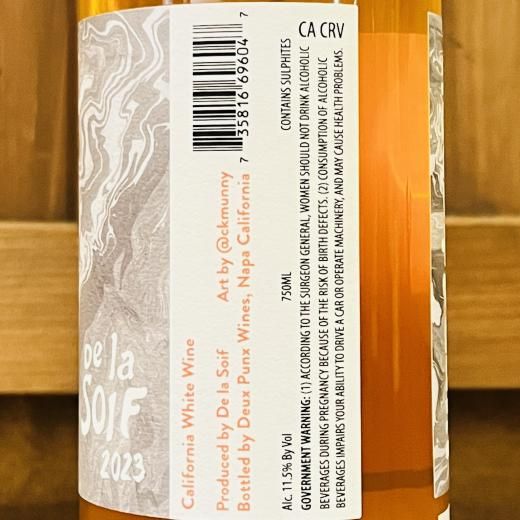 De la
SOIF
2023
California White Wine
Produced by De la Soif
Art by @ckmunny
Bottled by Deux Punx Wines, Napa California
7 35816 69604 7
CA CRV
Alc. 11.5% By Vol
750ML
CONTAINS SULPHITES
GOVERNMENT WARNING: (1) ACCORDING TO THE SURGEON GENERAL, WOMEN SHOULD NOT DRINK ALCOHOLIC
BEVERAGES DURING PREGNANCY BECAUSE OF THE RISK OF BIRTH DEFECTS. (2) CONSUMPTION OF ALCOHOLIC
BEVERAGES IMPAIRS YOUR ABILITY TO DRIVE A CAR OR OPERATE MACHINERY, AND MAY CAUSE HEALTH PROBLEMS.